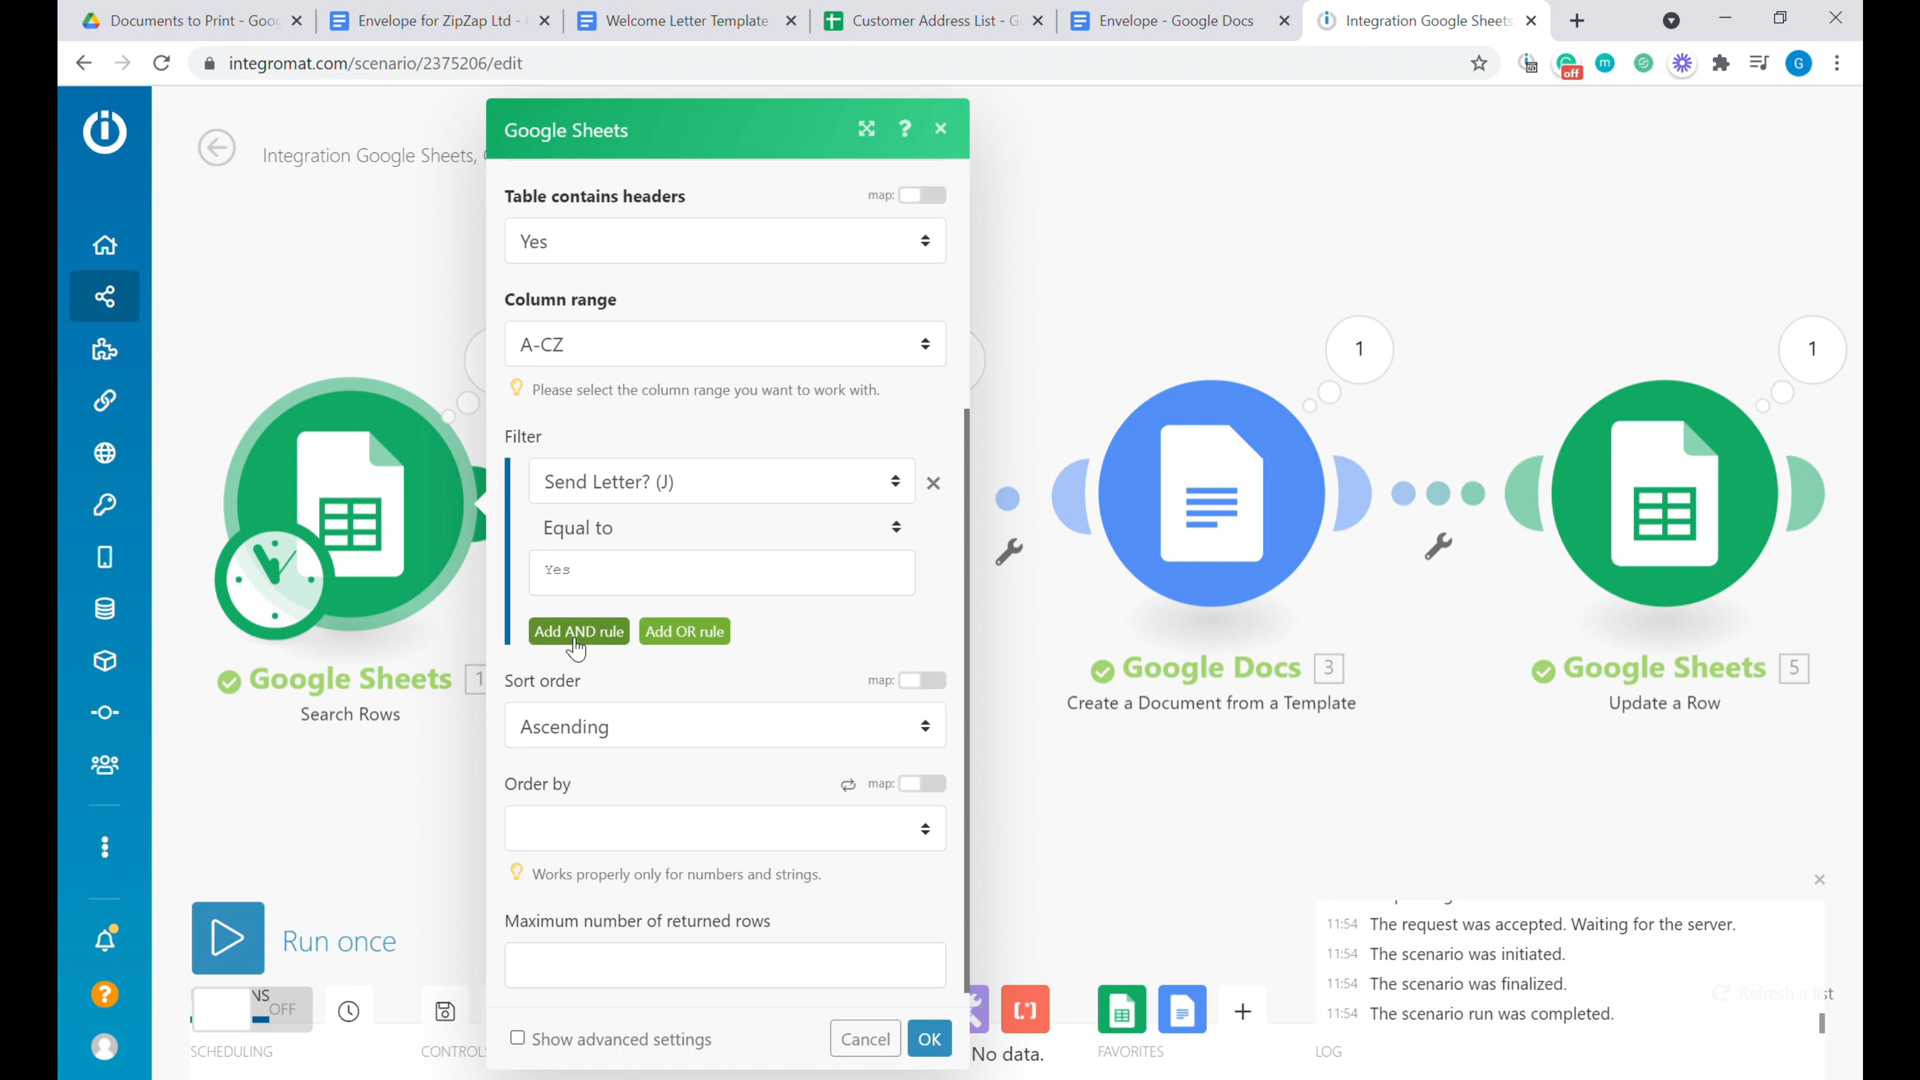 Documents to Print - Goog
Envelope for ZipZap Ltd -
Welcome Letter Template
Customer Address List - G
Envelope - Google Docs
Integration Google Sheets,
integromat.com/scenario/2375206/edit
off
m
G
Google Sheets
?
Integration Google Sheets,
Table contains headers
map:
Yes
Column range
A-CZ
Please select the column range you want to work with.
Filter
Send Letter? (J)
Equal to
Yes
Add AND rule
Add OR rule
Sort order
map:
Ascending
Order by
map:
Works properly only for numbers and strings.
Maximum number of returned rows
Show advanced settings
Cancel
OK
Google Sheets
1
Search Rows
1
Google Docs
3
Create a Document from a Template
1
Google Sheets
5
Update a Row
Run once
NS
OFF
SCHEDULING
CONTROLS
No data.
FAVORITES
11:54 The request was accepted. Waiting for the server.
11:54 The scenario was initiated.
11:54 The scenario was finalized.
11:54 The scenario run was completed.
Refresh a list
LOG